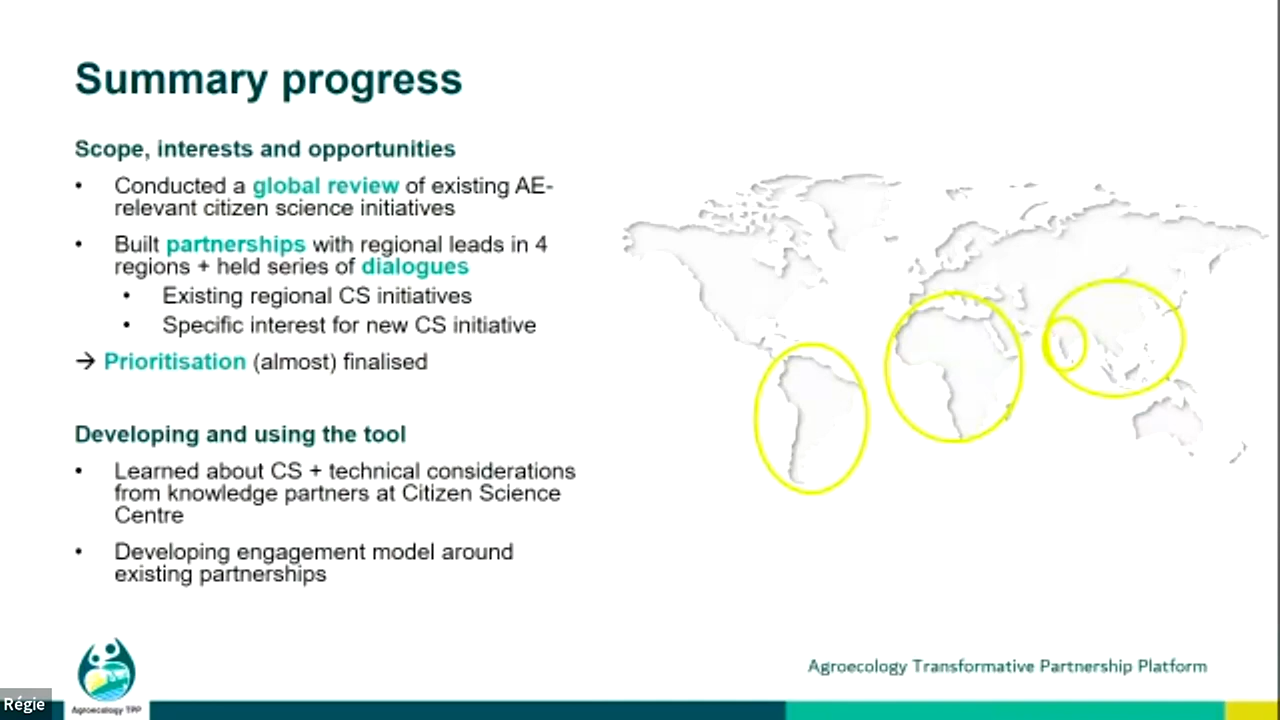 Summary progress
Scope, interests and opportunities
• Conducted a global review of existing AE-
relevant citizen science initiatives
• Built partnerships with regional leads in 4
regions + held series of dialogues
• Existing regional CS initiatives
• Specific interest for new CS initiative
→ Prioritisation (almost) finalised
Developing and using the tool
• Learned about CS + technical considerations
from knowledge partners at Citizen Science
Centre
• Developing engagement model around
existing partnerships
Agroecology Transformative Partnership Platform
Régie
Agroecology TPP